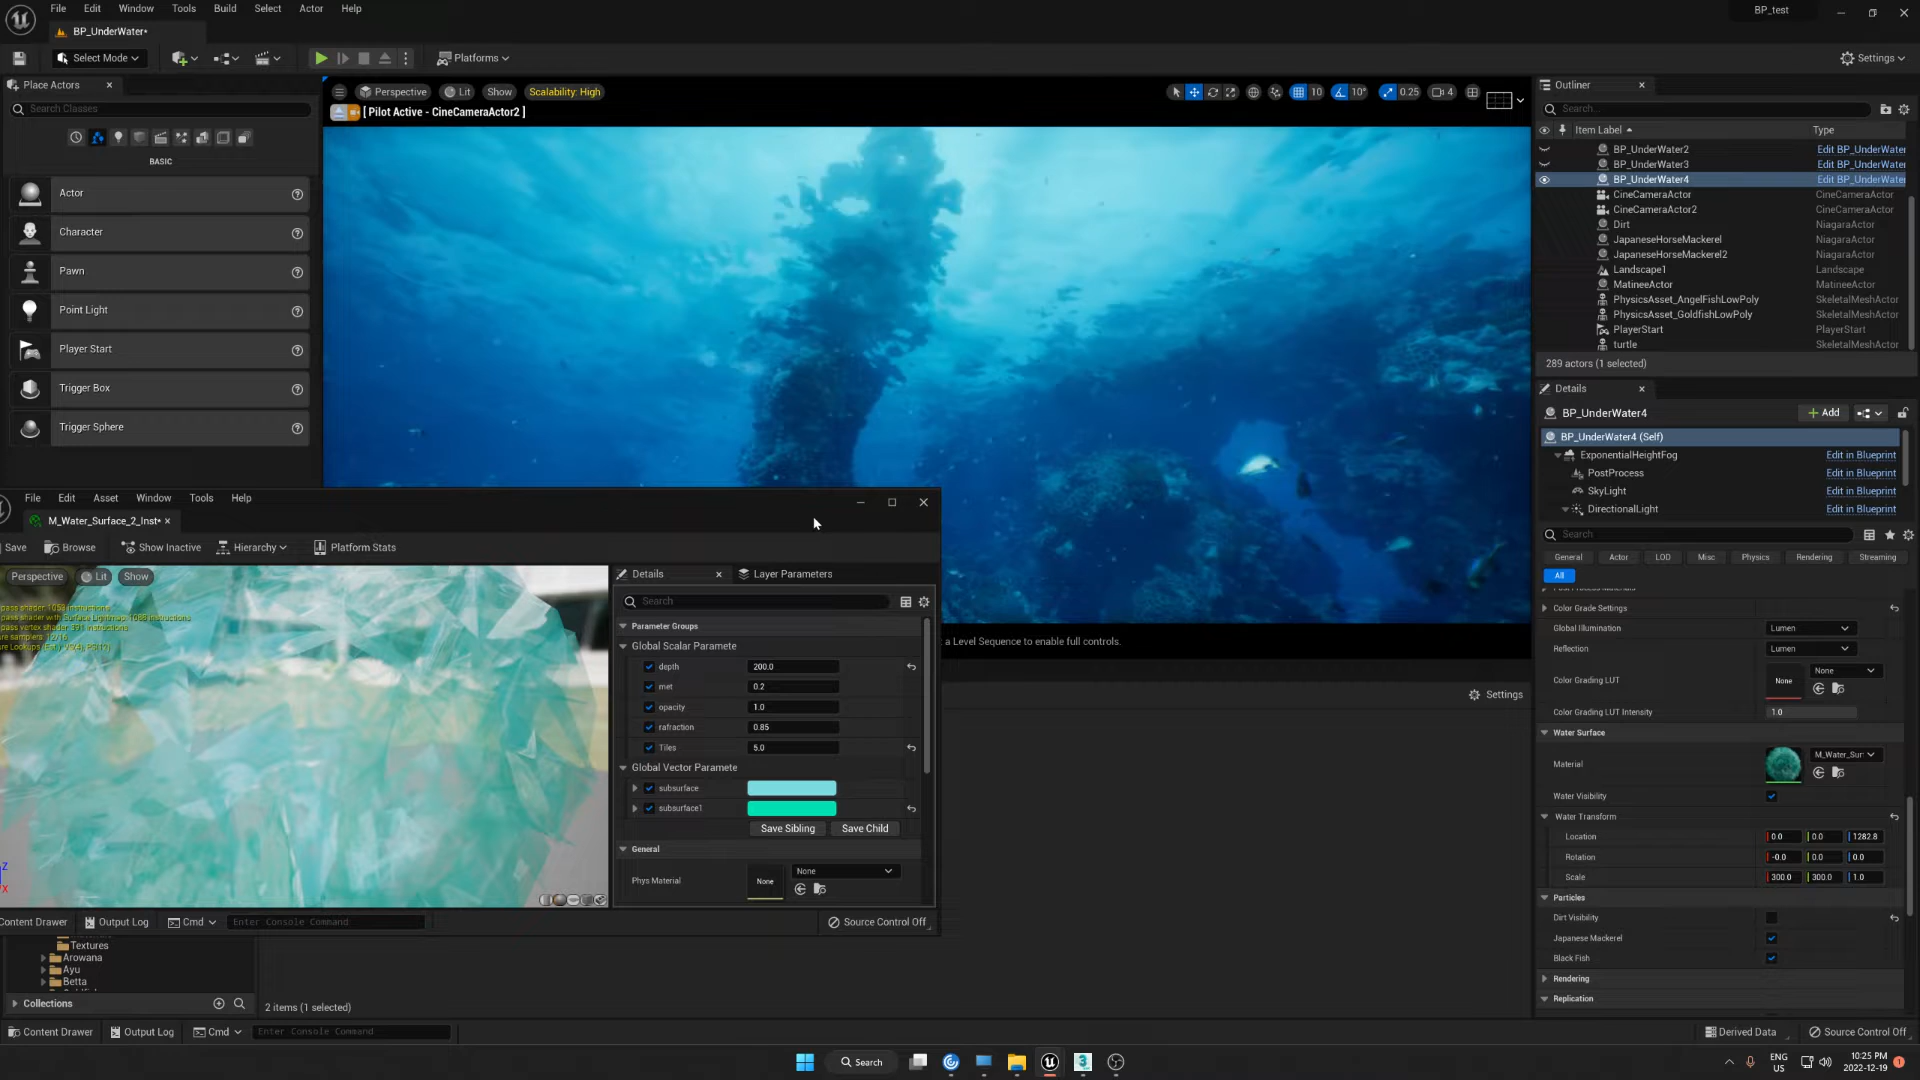 File Edit Window Tools Build Select Actor Help
BP_test
BP_UnderWater•
Select Mode
Platforms
Settings
Place Actors
Search Classes
BASIC
Actor
Character
Pawn
Point Light
Player Start
Trigger Box
Trigger Sphere
Perspective Lit Show Scalability: High
10 10° 0.25 4
[ Pilot Active - CineCameraActor2 ]
a Level Sequence to enable full controls.
Settings
Outliner
Search...
Item Label Type
BP_UnderWater2 Edit BP_UnderWater
BP_UnderWater3 Edit BP_UnderWater
BP_UnderWater4 Edit BP_UnderWater
CineCameraActor CineCameraActor
CineCameraActor2 CineCameraActor
Dirt NiagaraActor
JapaneseHorseMackerel NiagaraActor
JapaneseHorseMackerel2 NiagaraActor
Landscape1 Landscape
MatineeActor MatineeActor
PhysicsAsset_AngelFishLowPoly SkeletalMeshActor
PhysicsAsset_GoldfishLowPoly SkeletalMeshActor
PlayerStart PlayerStart
turtle SkeletalMeshActor
289 actors (1 selected)
Details
BP_UnderWater4
Add
BP_UnderWater4 (Self)
ExponentialHeightFog Edit in Blueprint
PostProcess Edit in Blueprint
SkyLight Edit in Blueprint
DirectionalLight Edit in Blueprint
Search
General Actor LOD Misc Physics Rendering Streaming
All
Color Grade Settings
Global Illumination Lumen
Reflection Lumen
Color Grading LUT None None
Color Grading LUT Intensity 1.0
Water Surface
Material M_Water_Sur
Water Visibility
Water Transform
Location 0.0 0.0 1282.8
Rotation -0.0 0.0 0.0
Scale 300.0 300.0 1.0
Particles
Dirt Visibility
Japanese Mackerel
Black Fish
Rendering
Replication
File Edit Asset Window Tools Help
M_Water_Surface_2_Inst•
Save Browse Show Inactive Hierarchy Platform Stats
Perspective Lit Show
pass shader: 1053 instructions
Z
X
Details Layer Parameters
Search
Parameter Groups
Global Scalar Paramete
depth 200.0
met 0.2
opacity 1.0
rafraction 0.85
Tiles 5.0
Global Vector Paramete
subsurface
subsurface1
Save Sibling Save Child
General
Phys Material None None
Content Drawer Output Log Cmd Enter Console Command Source Control Off
Textures
Arowana
Ayu
Betta
Collections
2 items (1 selected)
Content Drawer Output Log Cmd Enter Console Command Derived Data Source Control Off
Search
ENG
US
10:25 PM
2022-12-19
1